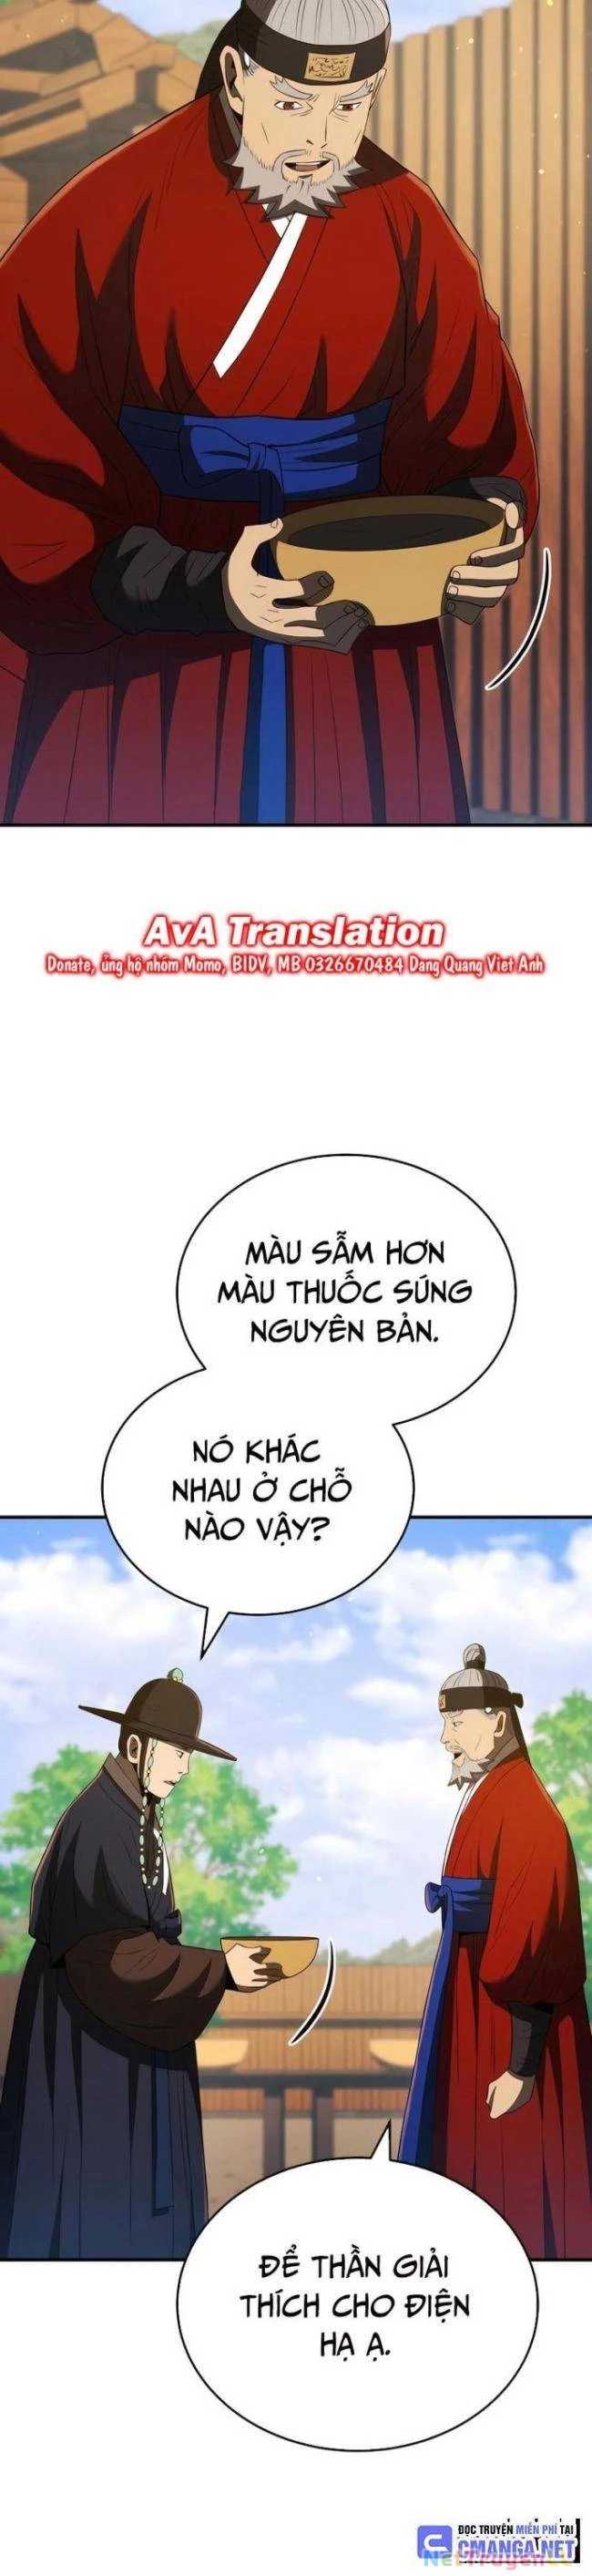 AvA Translation
Donate, ủng hộ nhóm Momo, BIDV, MB 0326670484 Dang Quang Viet Anh
MÀU SẪM HƠN
MÀU THUỐC SÚNG
NGUYÊN BẢN.
NÓ KHÁC
NHAU Ở CHỖ
NÀO VẬY?
ĐỂ THẦN GIẢI
THÍCH CHO ĐIỆN
HẠ Ạ.
ĐỌC TRUYỆN MIỄN PHÍ TẠI
CMANGA.NET